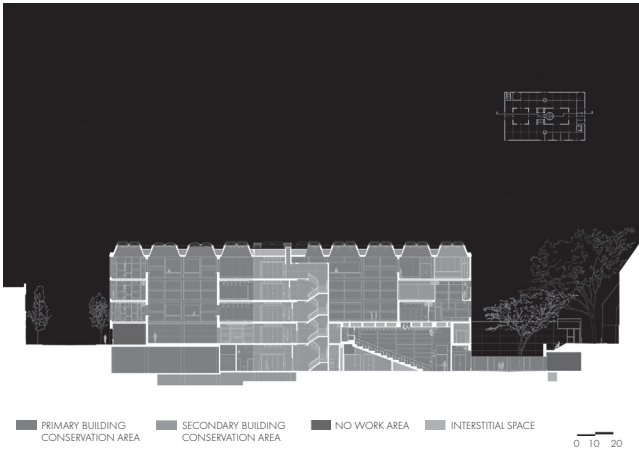 PRIMARY BUILDING
CONSERVATION AREA
SECONDARY BUILDING
CONSERVATION AREA
NO WORK AREA
INTERSTITIAL SPACE
0 10 20